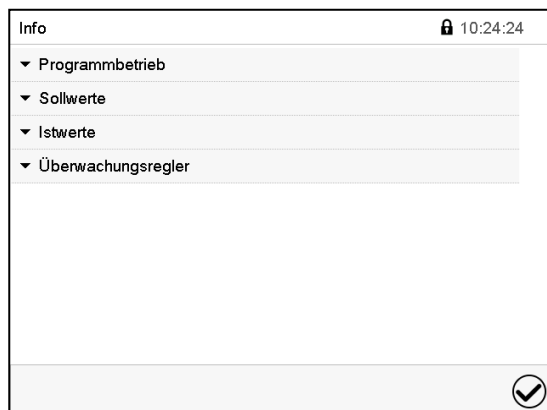 Info 10:24:24
Programmbetrieb
Sollwerte
Istwerte
Überwachungsregler